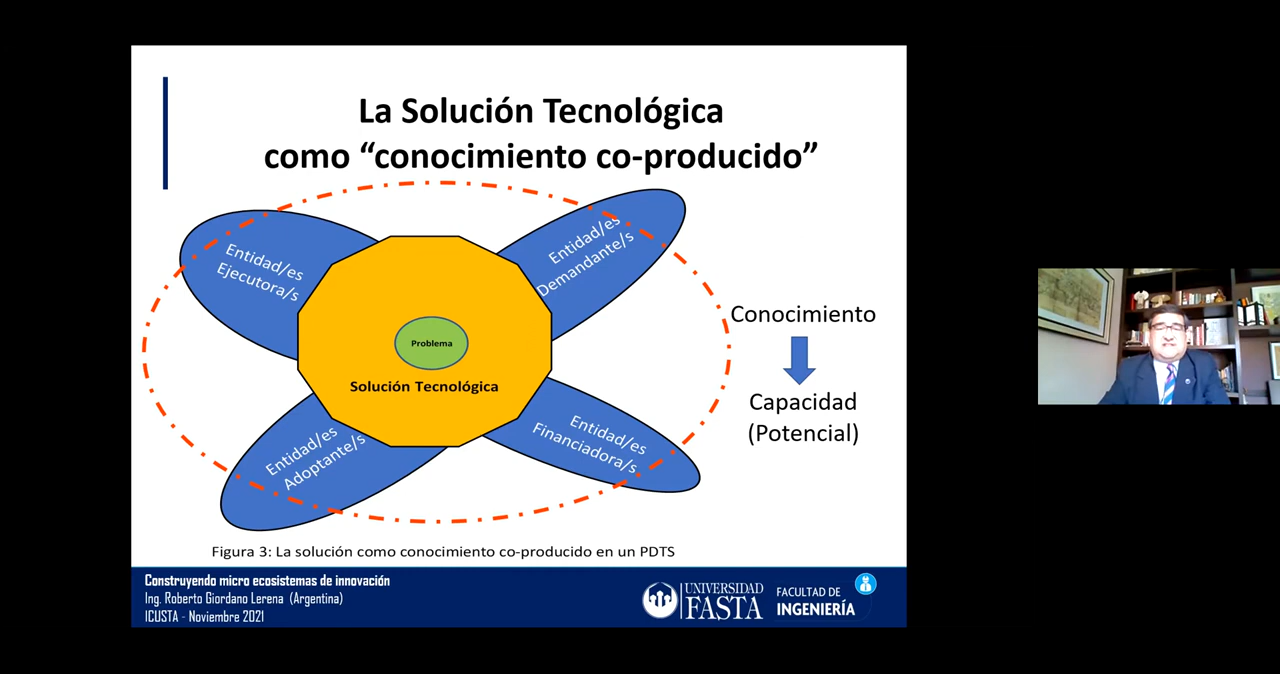 La Solución Tecnológica
como “conocimiento co-producido”
Entidad/es
Ejecutora/s
Entidad/es
Demandante/s
Problema
Solución Tecnológica
Entidad/es
Adoptante/s
Entidad/es
Financiadora/s
Conocimiento
Capacidad
(Potencial)
Figura 3: La solución como conocimiento co-producido en un PDTS
Construyendo micro ecosistemas de innovación
Ing. Roberto Giordano Lerena (Argentina)
ICUSTA - Noviembre 2021
UNIVERSIDAD
FASTA
FACULTAD DE
INGENIERÍA